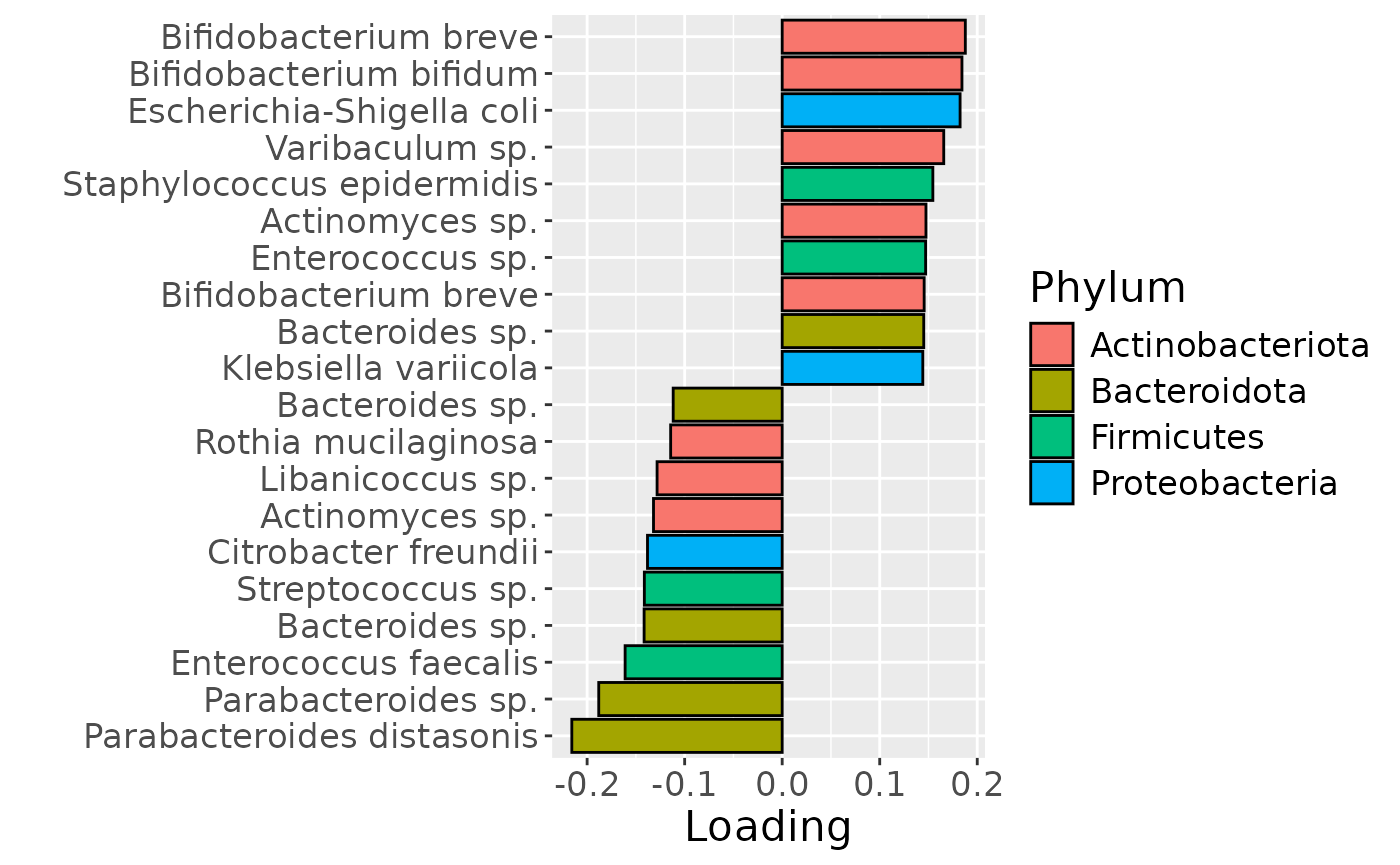 Bifidobacterium breve
Bifidobacterium bifidum
Escherichia-Shigella coli
Varibaculum sp.
Staphylococcus epidermidis
Actinomyces sp.
Enterococcus sp.
Bifidobacterium breve
Bacteroides sp.
Klebsiella variicola
Bacteroides sp.
Rothia mucilaginosa
Libanicoccus sp.
Actinomyces sp.
Citrobacter freundii
Streptococcus sp.
Bacteroides sp.
Enterococcus faecalis
Parabacteroides sp.
Parabacteroides distasonis
-0.2 -0.1 0.0 0.1 0.2
Loading
Phylum
Actinobacteriota
Bacteroidota
Firmicutes
Proteobacteria